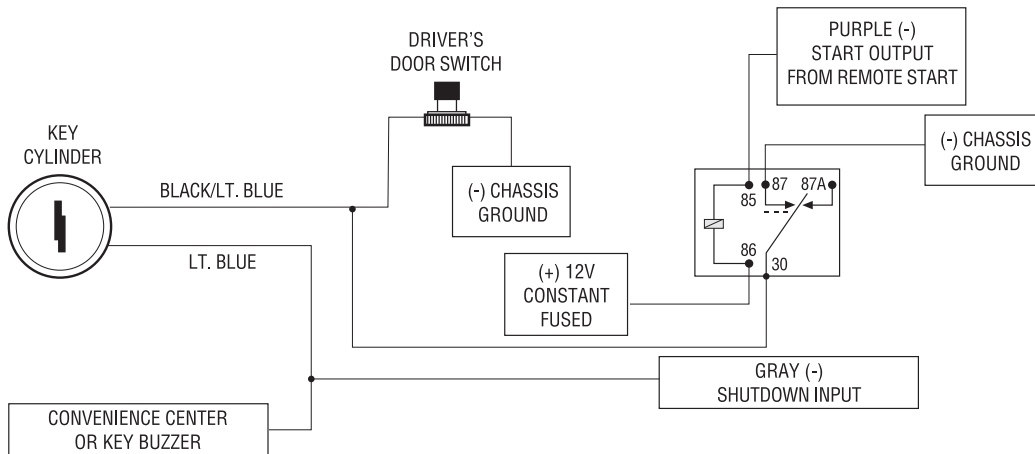 PURPLE (-)
START OUTPUT
FROM REMOTE START
DRIVER'S
DOOR SWITCH
KEY
CYLINDER
(-) CHASSIS
GROUND
BLACK/LT. BLUE
(-) CHASSIS
GROUND
87 87A
85
LT. BLUE
86
30
(+) 12V
CONSTANT
FUSED
GRAY (-)
SHUTDOWN INPUT
CONVENIENCE CENTER
OR KEY BUZZER